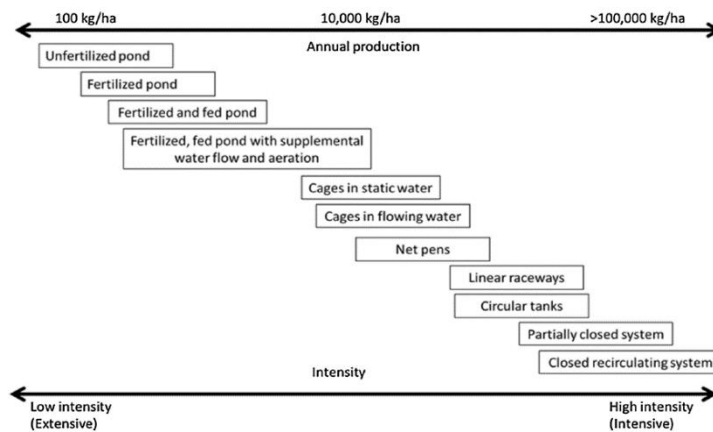 100 kg/ha 10,000 kg/ha >100,000 kg/ha
Annual production
Unfertilized pond
Fertilized pond
Fertilized and fed pond
Fertilized, fed pond with supplemental
water flow and aeration
Cages in static water
Cages in flowing water
Net pens
Linear raceways
Circular tanks
Partially closed system
Closed recirculating system
Intensity
Low intensity High intensity
(Extensive) (Intensive)